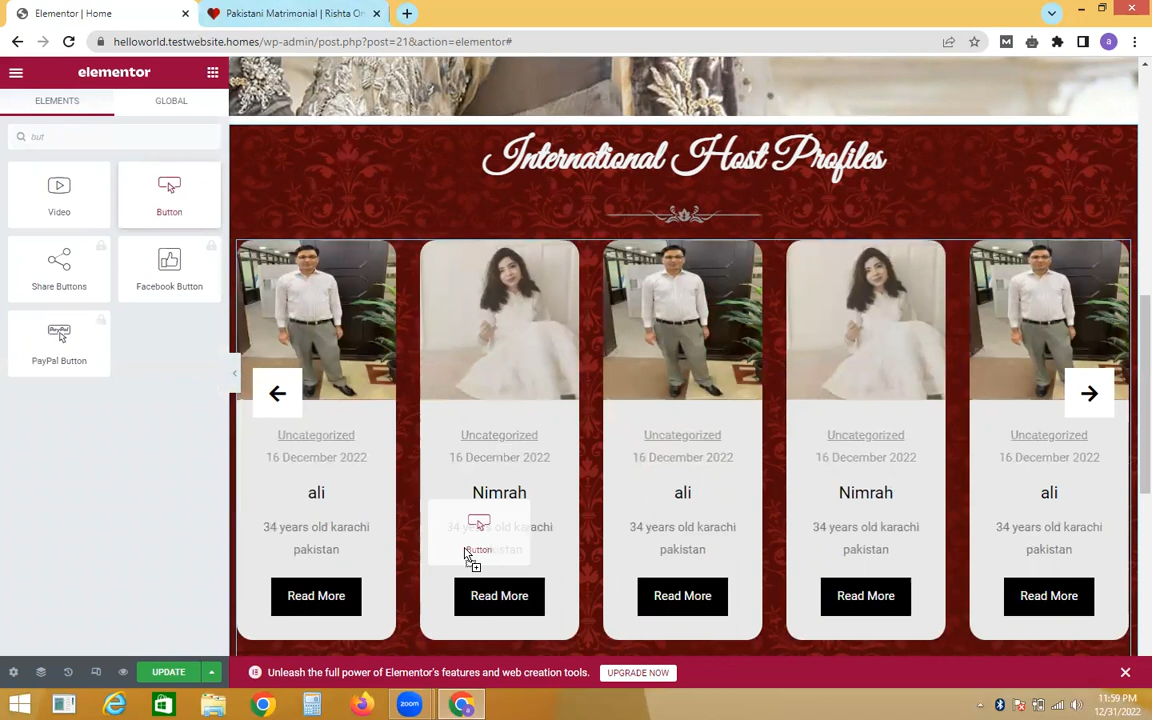 Elementor | Home
Pakistani Matrimonial | Rishta On
helloworld.testwebsite.homes/wp-admin/post.php?post=21&action=elementor#
M
a
elementor
ELEMENTS
GLOBAL
but
Video
Button
Share Buttons
Facebook Button
PayPal
PayPal Button
International Host Profiles
Uncategorized
16 December 2022
ali
34 years old karachi
pakistan
Read More
Uncategorized
16 December 2022
Nimrah
34 years old karachi
pakistan
Button
Read More
Uncategorized
16 December 2022
ali
34 years old karachi
pakistan
Read More
Uncategorized
16 December 2022
Nimrah
34 years old karachi
pakistan
Read More
Uncategorized
16 December 2022
ali
34 years old karachi
pakistan
Read More
UPDATE
Unleash the full power of Elementor's features and web creation tools.
UPGRADE NOW
zoom
a
11:59 PM
12/31/2022